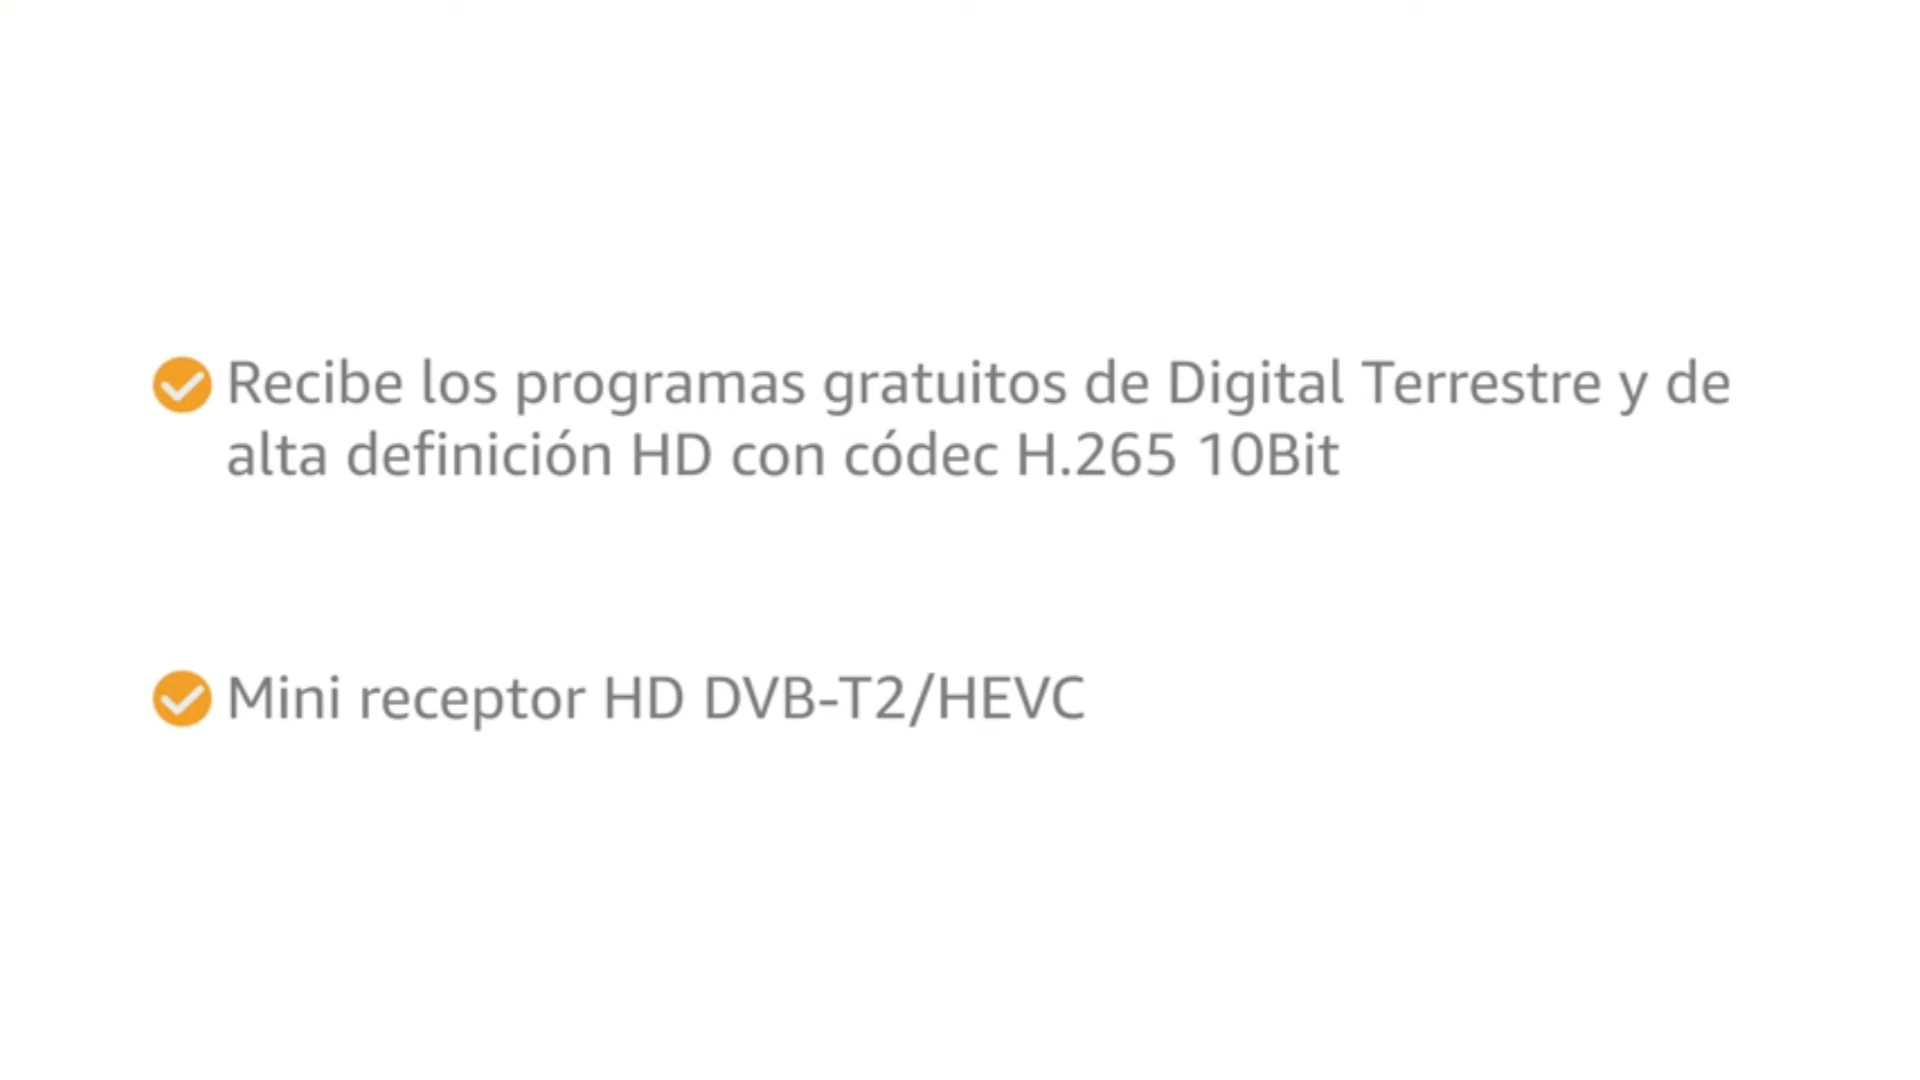 Recibe los programas gratuitos de Digital Terrestre y de
alta definición HD con códec H.265 10Bit
Mini receptor HD DVB-T2/HEVC